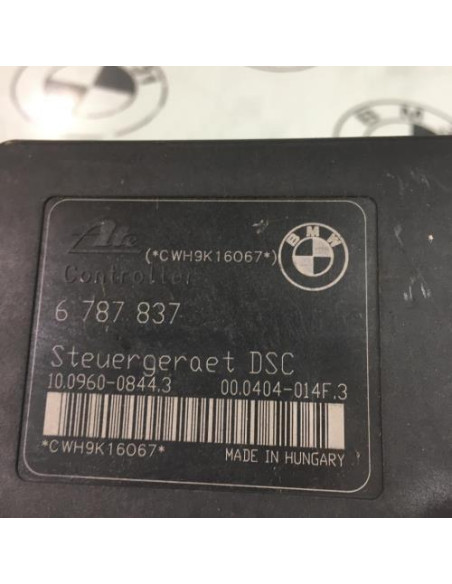 Ate
(*CWH9K16067*)
BMW
Controller
6 787 837
Steuergeraet DSC
10.0960-0844.3 00.0404-014F.3
*CWH9K16067* MADE IN HUNGARY